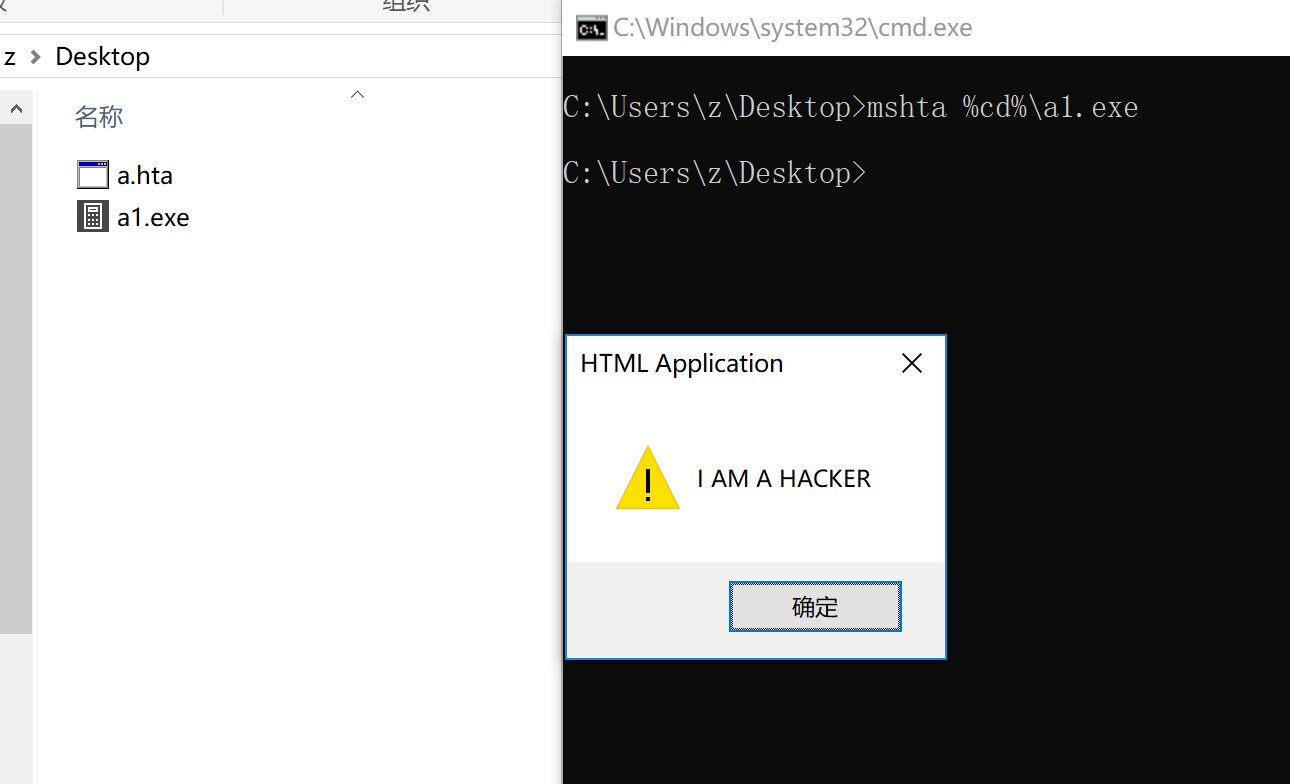 组织
z > Desktop
名称
a.hta
a1.exe
C:\Windows\system32\cmd.exe
C:\Users\z\Desktop>mshta %cd%\a1.exe
C:\Users\z\Desktop>
HTML Application
I AM A HACKER
确定